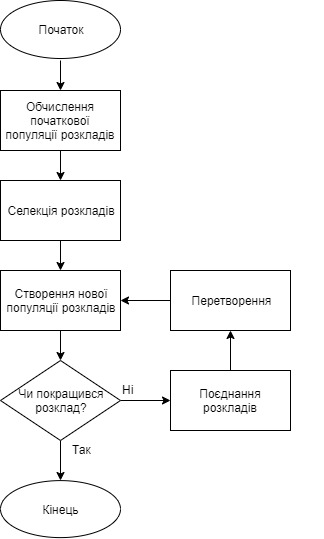 Початок
Обчислення
початкової
популяції розкладів
Селекція розкладів
Створення нової
популяції розкладів
Перетворення
Чи покращився
розклад?
Ні
Поєднання
розкладів
Так
Кінець